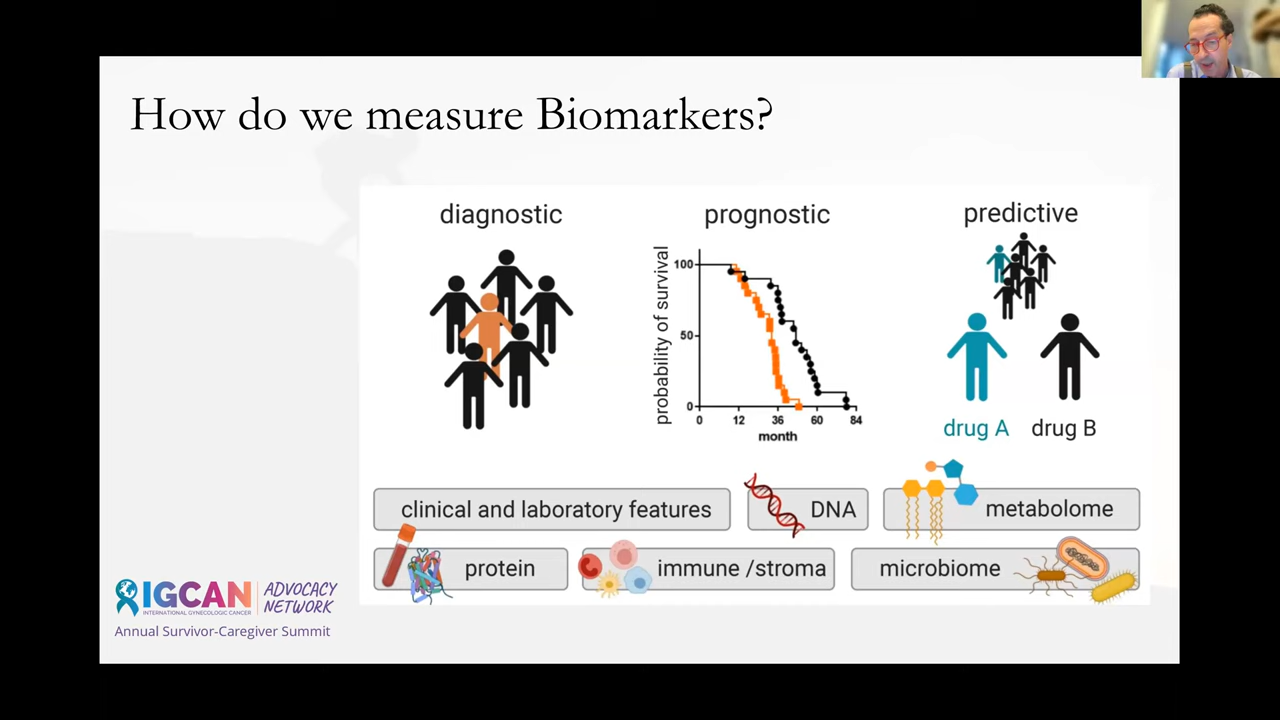 How do we measure Biomarkers?
diagnostic
prognostic
predictive
probability of survival
100
50
0
0 12 36 60 84
month
drug A drug B
clinical and laboratory features
DNA
metabolome
protein
immune /stroma
microbiome
IGCAN
INTERNATIONAL GYNECOLOGIC CANCER
ADVOCACY
NETWORK
Annual Survivor-Caregiver Summit